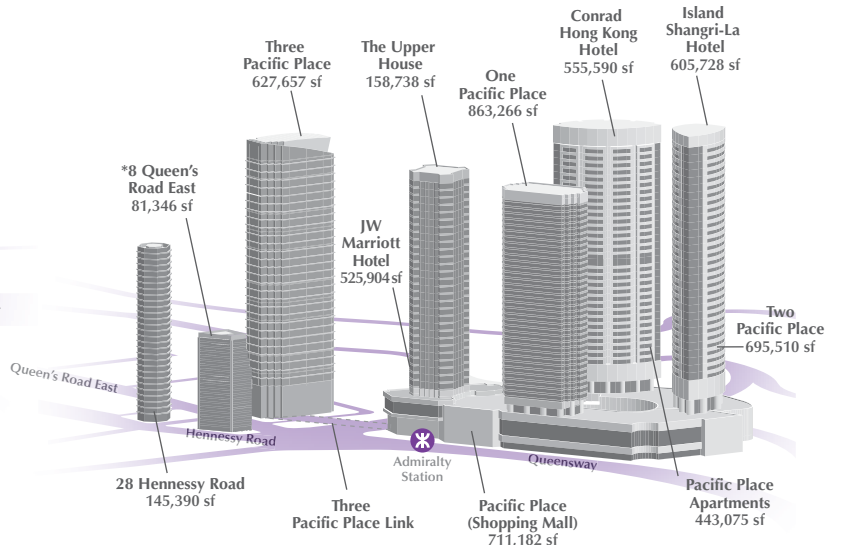 Three
Pacific Place
627,657 sf
The Upper
House
158,738 sf
One
Pacific Place
863,266 sf
Conrad
Hong Kong
Hotel
555,590 sf
Island
Shangri-La
Hotel
605,728 sf
*8 Queen's
Road East
81,346 sf
JW
Marriott
Hotel
525,904 sf
Two
Pacific Place
695,510 sf
Queen's Road East
Hennessy Road
Admiralty
Station
Queensway
28 Hennessy Road
145,390 sf
Three
Pacific Place Link
Pacific Place
(Shopping Mall)
711,182 sf
Pacific Place
Apartments
443,075 sf